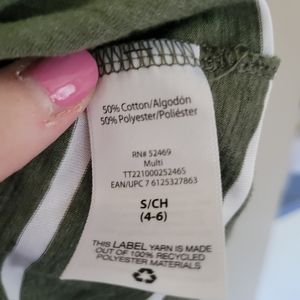 50% Cotton/Algodón
50% Polyester/Poliéster
RN# 52469
Multi
TT221000252465
EAN/UPC 7 6125327863
S/CH
(4-6)
THIS LABEL YARN IS MADE
OUT OF 100% RECYCLED
POLYESTER MATERIALS